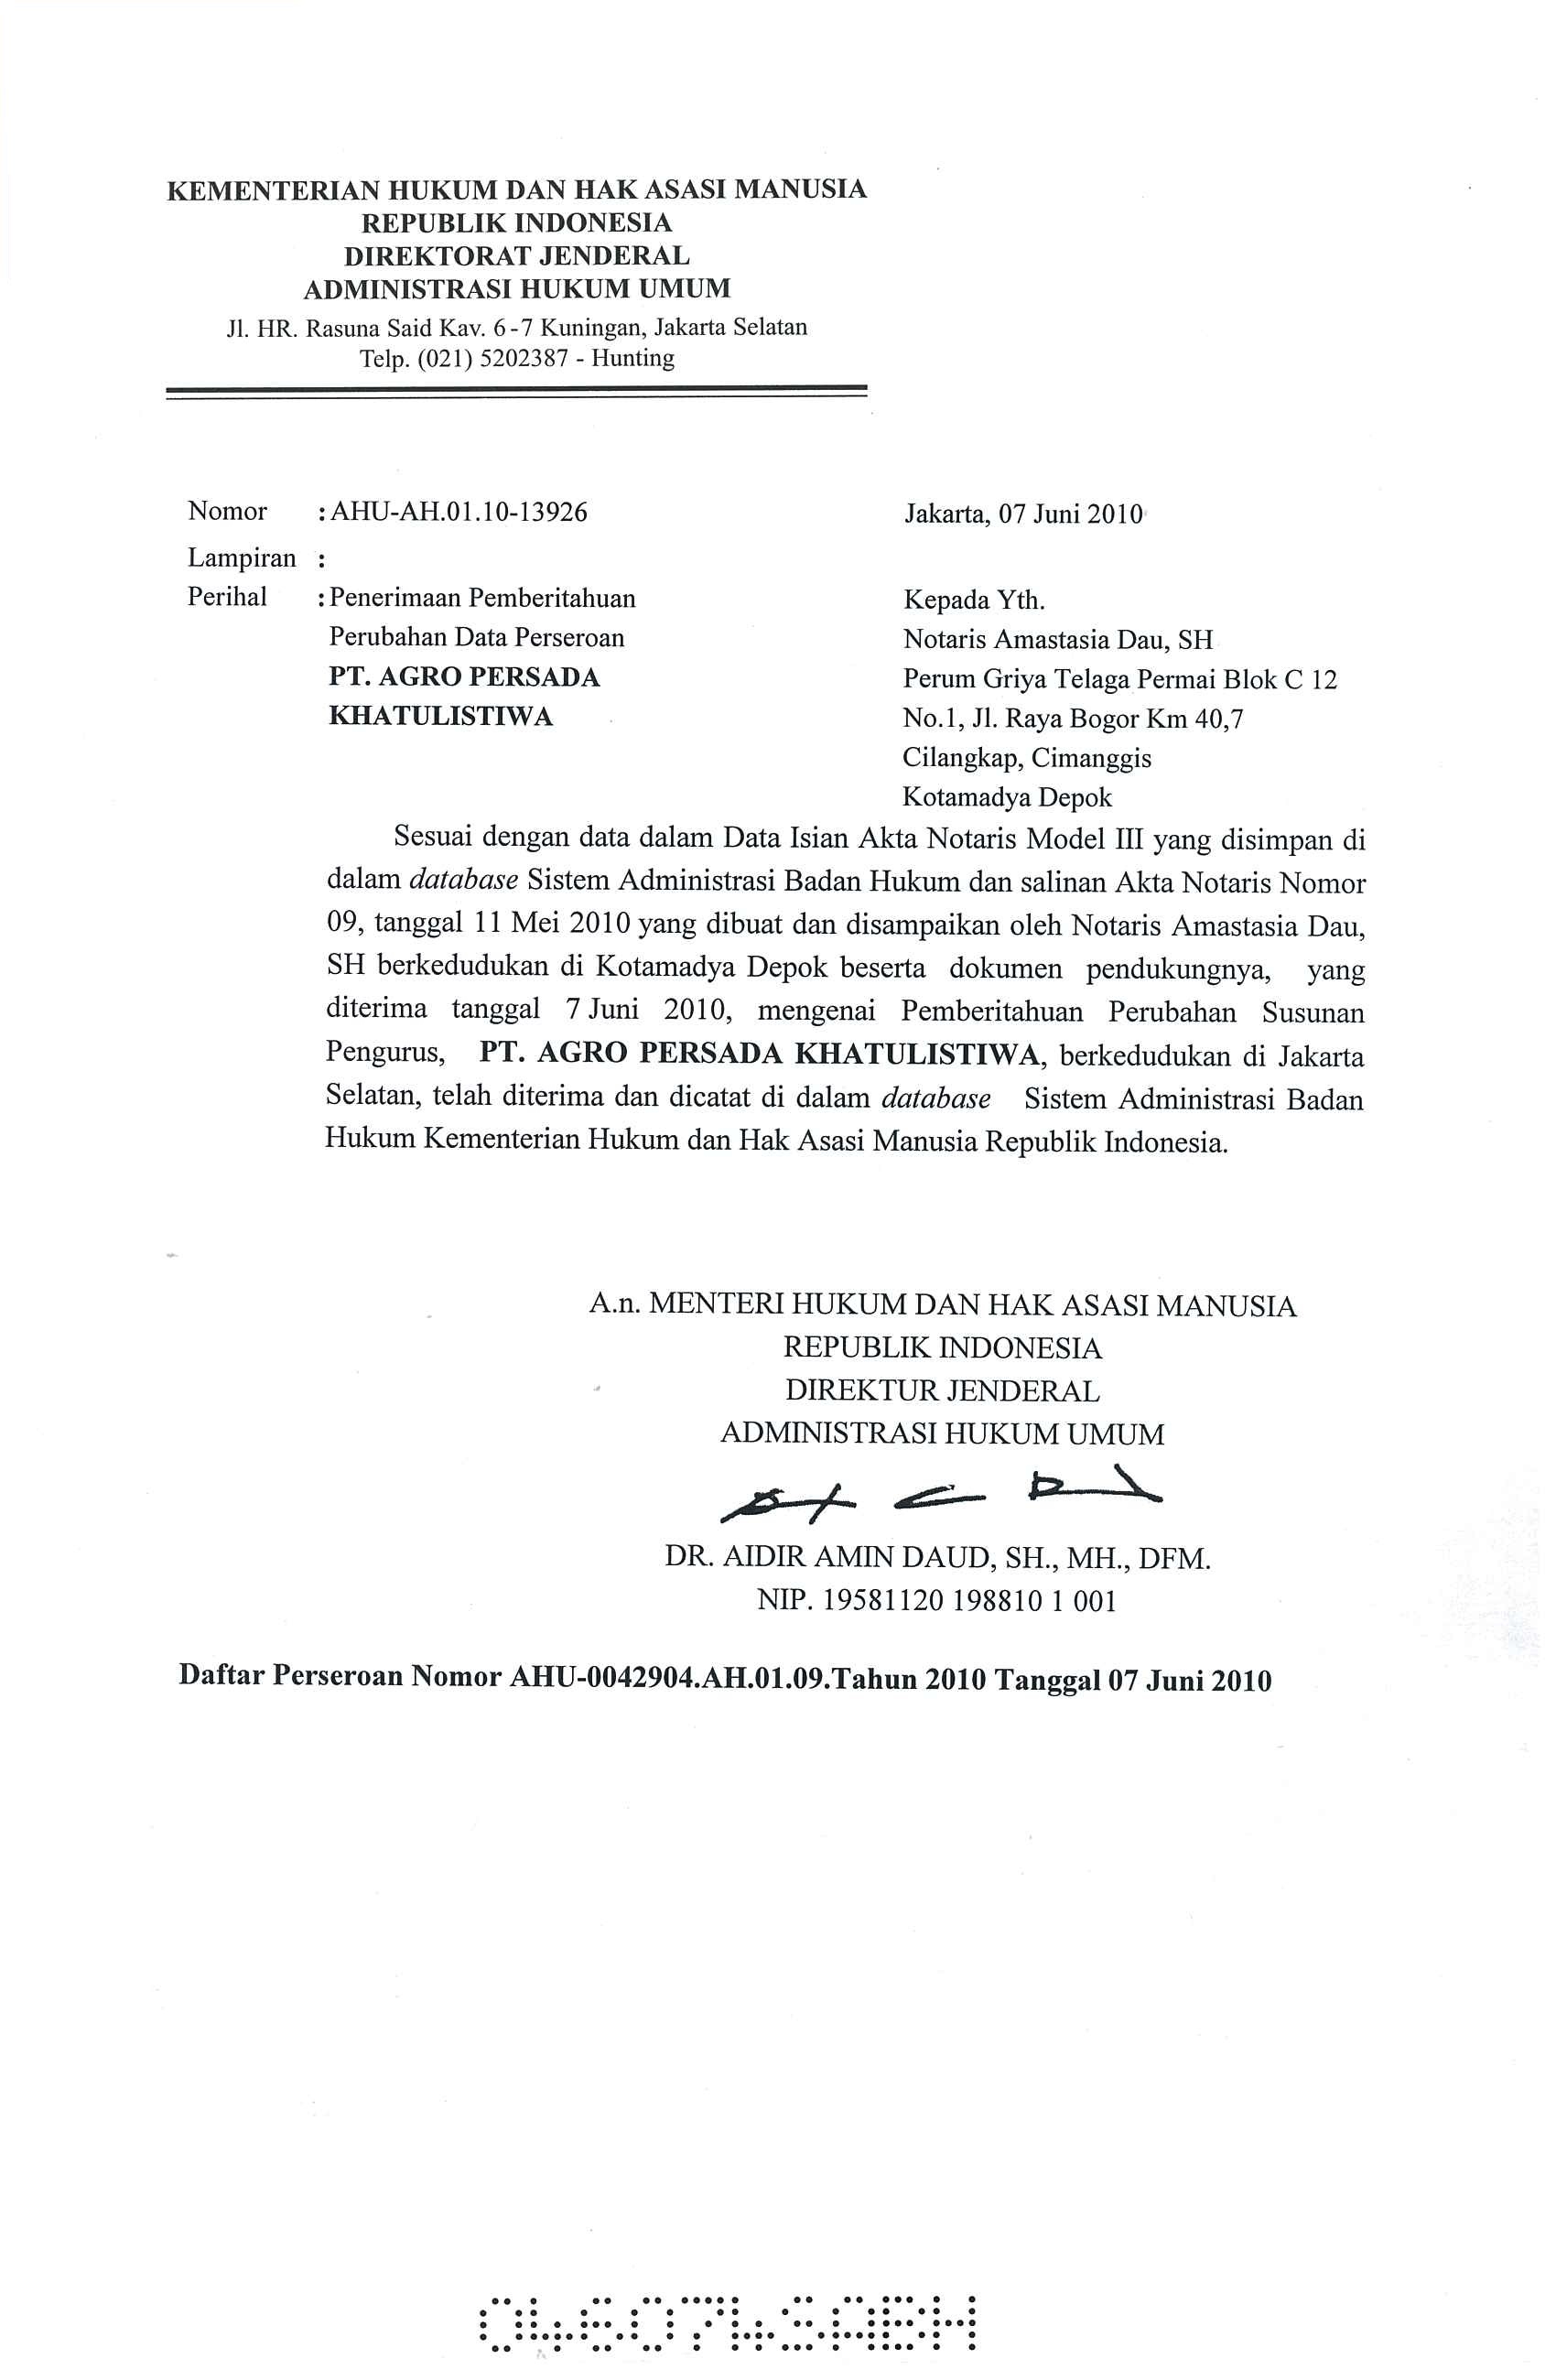 KEMENTERIAN HUKUM DAN HAK ASASI MANUSIA
REPUBLIK INDONESIA
DIREKTORAT JENDERAL
ADMINISTRASI HUKUM UMUM
Jl. HR. Rasuna Said Kav. 6-7 Kuningan, Jakarta Selatan
Telp. (021) 5202387 - Hunting
Nomor : AHU-AH.01.10-13926
Jakarta, 07 Juni 2010
Lampiran :
Perihal : Penerimaan Pemberitahuan
Perubahan Data Perseroan
PT. AGRO PERSADA
KHATULISTIWA
Kepada Yth.
Notaris Amastasia Dau, SH
Perum Griya Telaga Permai Blok C 12
No.1, Jl. Raya Bogor Km 40,7
Cilangkap, Cimanggis
Kotamadya Depok
Sesuai dengan data dalam Data Isian Akta Notaris Model III yang disimpan di
dalam database Sistem Administrasi Badan Hukum dan salinan Akta Notaris Nomor
09, tanggal 11 Mei 2010 yang dibuat dan disampaikan oleh Notaris Amastasia Dau,
SH berkedudukan di Kotamadya Depok beserta dokumen pendukungnya, yang
diterima tanggal 7 Juni 2010, mengenai Pemberitahuan Perubahan Susunan
Pengurus, PT. AGRO PERSADA KHATULISTIWA, berkedudukan di Jakarta
Selatan, telah diterima dan dicatat di dalam database Sistem Administrasi Badan
Hukum Kementerian Hukum dan Hak Asasi Manusia Republik Indonesia.
A.n. MENTERI HUKUM DAN HAK ASASI MANUSIA
REPUBLIK INDONESIA
DIREKTUR JENDERAL
ADMINISTRASI HUKUM UMUM
DR. AIDIR AMIN DAUD, SH., MH., DFM.
NIP. 19581120 198810 1 001
Daftar Perseroan Nomor AHU-0042904.AH.01.09.Tahun 2010 Tanggal 07 Juni 2010